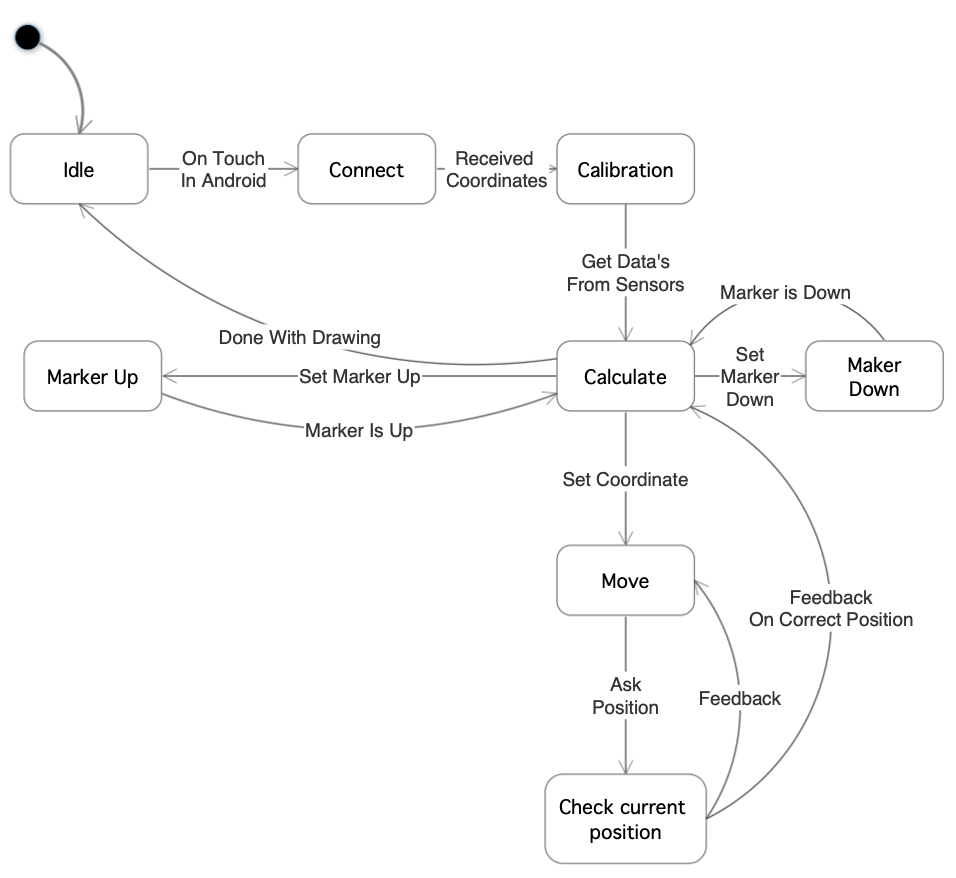 On Touch
In Android
Idle
Connect
Received
Coordinates
Calibration
Get Data's
From Sensors
Marker is Down
Done With Drawing
Marker Up
Set Marker Up
Calculate
Set
Marker
Down
Maker
Down
Marker Is Up
Set Coordinate
Move
Feedback
On Correct Position
Ask
Position
Feedback
Check current
position